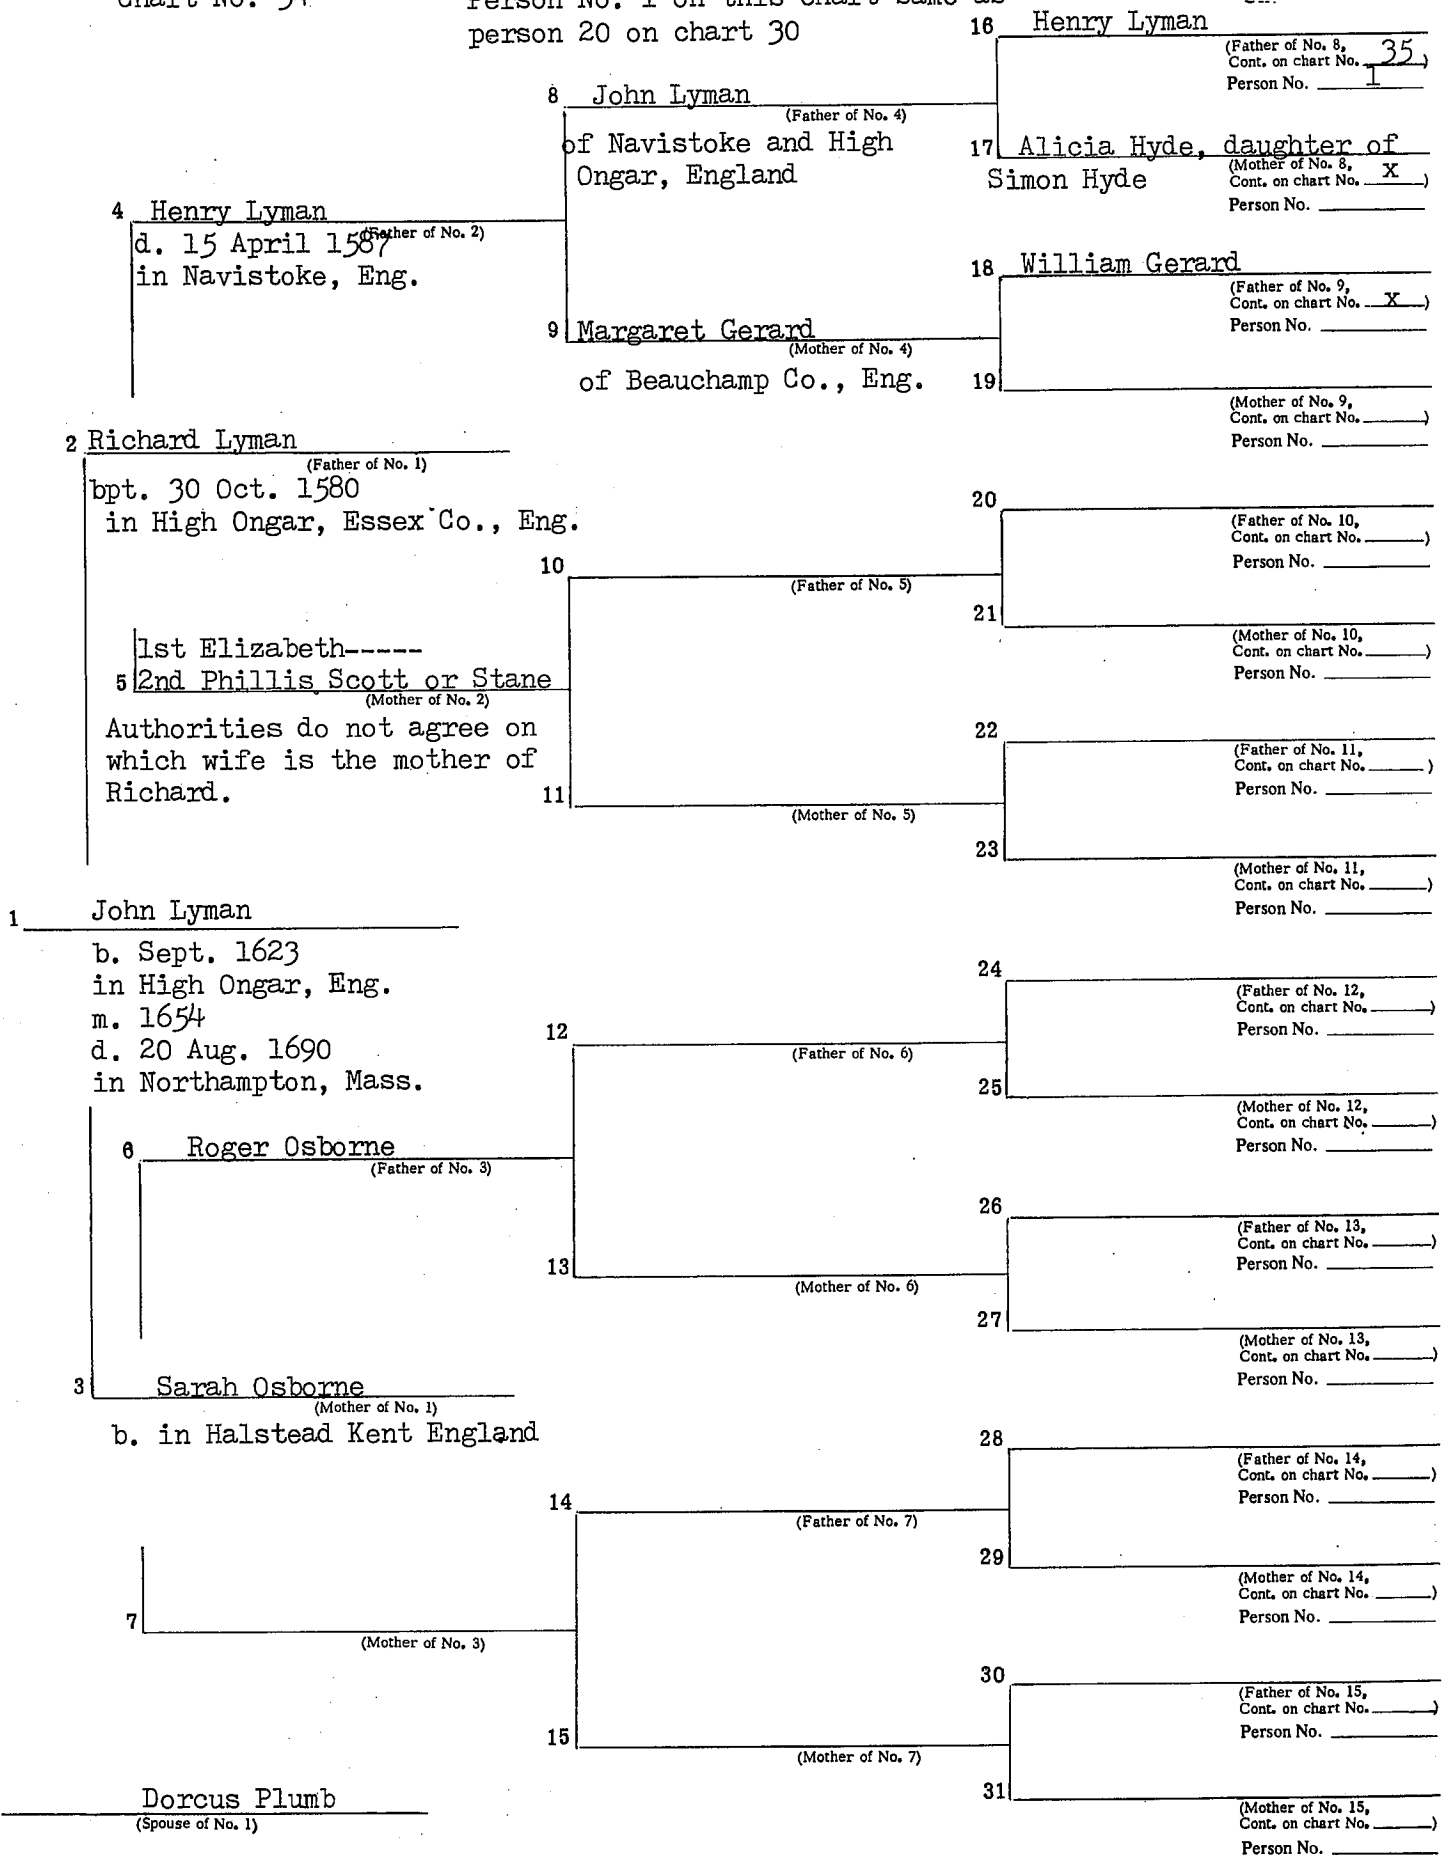 Chart No.
Person No. 1 on this chart same as
person 20 on chart 30
16 Henry Lyman
(Father of No. 8,
Cont. on chart No. 35)
Person No. 1
8 John Lyman
(Father of No. 4)
of Navistoke and High
Ongar, England
17 Alicia Hyde, daughter of
Simon Hyde
(Mother of No. 8,
Cont. on chart No. x)
Person No.
4 Henry Lyman
(Father of No. 2)
d. 15 April 1587
in Navistoke, Eng.
18 William Gerard
(Father of No. 9,
Cont. on chart No. x)
Person No.
9 Margaret Gerard
(Mother of No. 4)
of Beauchamp Co., Eng.
19
(Mother of No. 9,
Cont. on chart No.)
Person No.
2 Richard Lyman
(Father of No. 1)
bpt. 30 Oct. 1580
in High Ongar, Essex Co., Eng.
20
(Father of No. 10,
Cont. on chart No.)
Person No.
10
(Father of No. 5)
21
(Mother of No. 10,
Cont. on chart No.)
Person No.
1st Elizabeth-----
5 2nd Phillis Scott or Stane
(Mother of No. 2)
Authorities do not agree on
which wife is the mother of
Richard.
22
(Father of No. 11,
Cont. on chart No.)
Person No.
11
(Mother of No. 5)
23
(Mother of No. 11,
Cont. on chart No.)
Person No.
1 John Lyman
b. Sept. 1623
in High Ongar, Eng.
m. 1654
d. 20 Aug. 1690
in Northampton, Mass.
24
(Father of No. 12,
Cont. on chart No.)
Person No.
12
(Father of No. 6)
25
(Mother of No. 12,
Cont. on chart No.)
Person No.
6 Roger Osborne
(Father of No. 3)
26
(Father of No. 13,
Cont. on chart No.)
Person No.
13
(Mother of No. 6)
27
(Mother of No. 13,
Cont. on chart No.)
Person No.
3 Sarah Osborne
(Mother of No. 1)
b. in Halstead Kent England
28
(Father of No. 14,
Cont. on chart No.)
Person No.
14
(Father of No. 7)
29
(Mother of No. 14,
Cont. on chart No.)
Person No.
7
(Mother of No. 3)
30
(Father of No. 15,
Cont. on chart No.)
Person No.
15
(Mother of No. 7)
31
(Mother of No. 15,
Cont. on chart No.)
Person No.
Dorcus Plumb
(Spouse of No. 1)